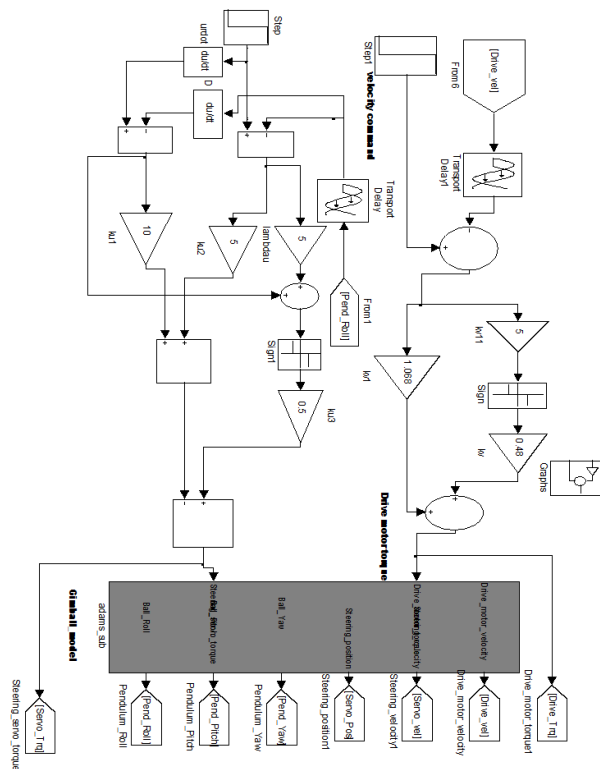 Step
urdot
du/dt
D
du/dt
Step1
velocity command
[Drive_vel]
From6
Transport
Delay1
Transport
Delay
10
ku1
5
ku2
5
lambdau
[Pend_Roll]
From1
Sign1
0.5
ku3
1.068
kv1
5
kv11
Sign
0.48
kv
Graphs
Drive motor torque
Gimball_model
adams_sub
Ball_Roll
Ball_Yaw
Steering_position
Drive_motor_velocity
[Servo_Trq]
Steering_servo_torque
[Pend_Roll]
Pendulum_Roll
[Pend_Pitch]
Pendulum_Pitch
[Pend_Yaw]
Pendulum_Yaw
[Servo_Pos]
Steering_position1
[Drive_vel]
Steering_velocity1
[Drive_vel]
Drive_motor_velocity
[Drive_Trq]
Drive_motor_torque1